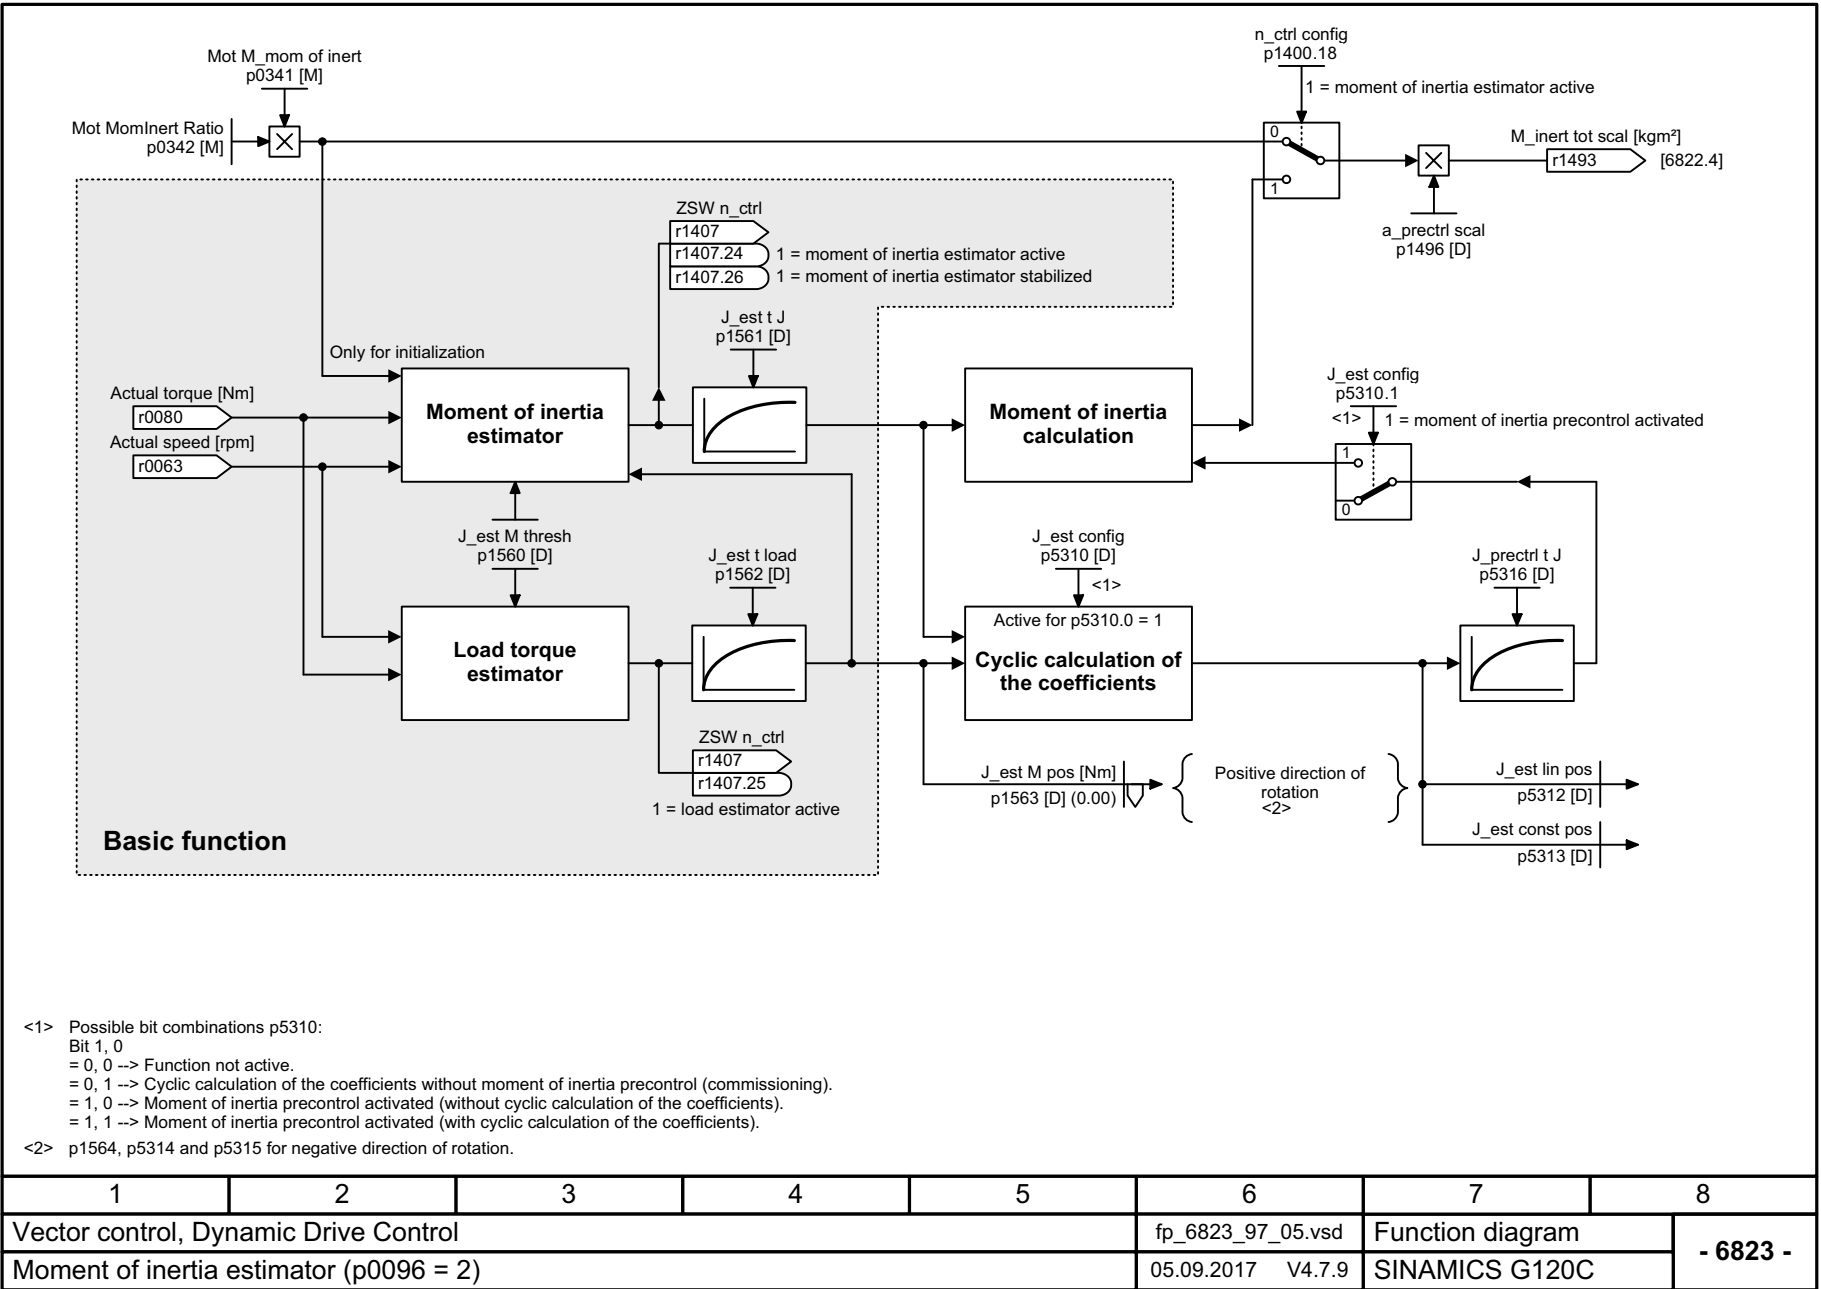 n_ctrl config
p1400.18
1 = moment of inertia estimator active
Mot M_mom of inert
p0341 [M]
Mot MomInert Ratio
p0342 [M]
0
1
M_inert tot scal [kgm²]
r1493
[6822.4]
a_prectrl scal
p1496 [D]
ZSW n_ctrl
r1407
r1407.24
1 = moment of inertia estimator active
r1407.26
1 = moment of inertia estimator stabilized
J_est t J
p1561 [D]
Only for initialization
Actual torque [Nm]
r0080
Actual speed [rpm]
r0063
Moment of inertia
estimator
Moment of inertia
calculation
J_est config
p5310.1
<1>
1 = moment of inertia precontrol activated
1
0
J_est M thresh
p1560 [D]
J_est t load
p1562 [D]
J_est config
p5310 [D]
<1>
J_prectrl t J
p5316 [D]
Load torque
estimator
Active for p5310.0 = 1
Cyclic calculation of
the coefficients
ZSW n_ctrl
r1407
r1407.25
1 = load estimator active
J_est M pos [Nm]
p1563 [D] (0.00)
Positive direction of
rotation
<2>
J_est lin pos
p5312 [D]
J_est const pos
p5313 [D]
Basic function
<1> Possible bit combinations p5310:
Bit 1, 0
= 0, 0 --> Function not active.
= 0, 1 --> Cyclic calculation of the coefficients without moment of inertia precontrol (commissioning).
= 1, 0 --> Moment of inertia precontrol activated (without cyclic calculation of the coefficients).
= 1, 1 --> Moment of inertia precontrol activated (with cyclic calculation of the coefficients).
<2> p1564, p5314 and p5315 for negative direction of rotation.
1 2 3 4 5 6 7 8
Vector control, Dynamic Drive Control
fp_6823_97_05.vsd
Function diagram
- 6823 -
Moment of inertia estimator (p0096 = 2)
05.09.2017 V4.7.9
SINAMICS G120C